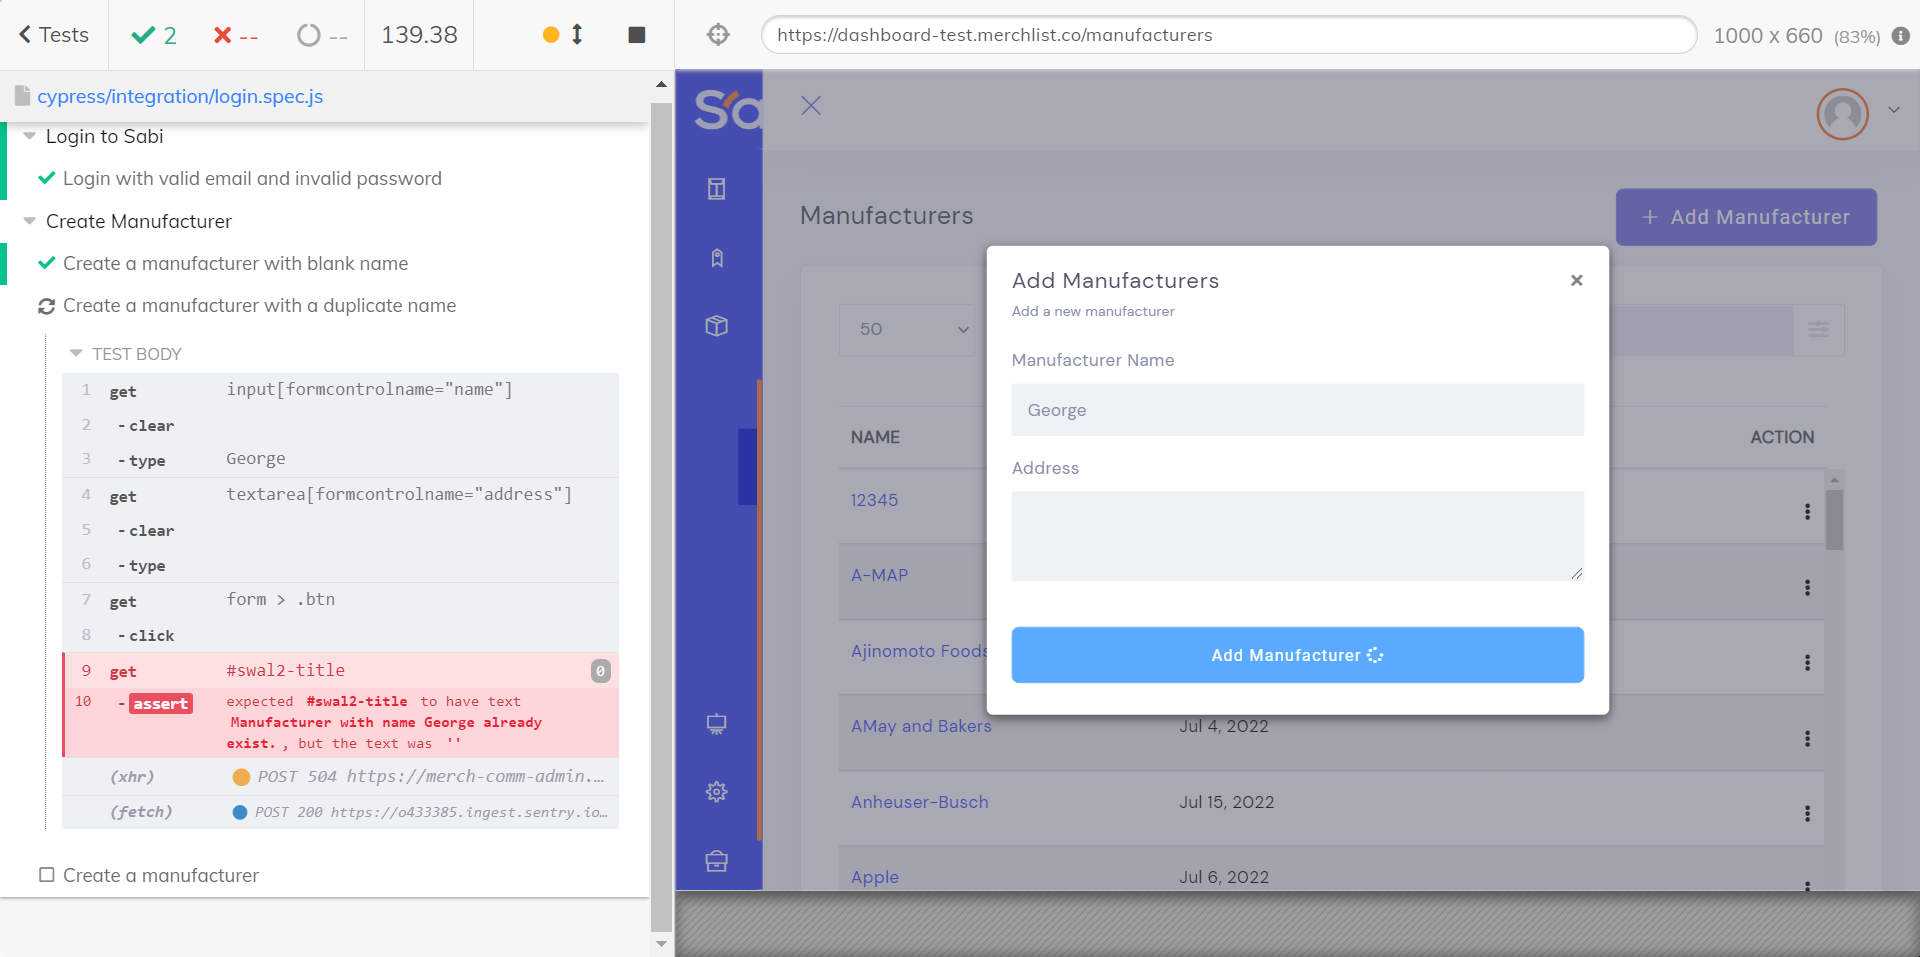 Tests
2
--
--
139.38
https://dashboard-test.merchlist.co/manufacturers
1000 x 660 (83%)
cypress/integration/login.spec.js
Login to Sabi
Login with valid email and invalid password
Create Manufacturer
Create a manufacturer with blank name
Create a manufacturer with a duplicate name
TEST BODY
1 get input[formcontrolname="name"]
2 -clear
3 -type George
4 get textarea[formcontrolname="address"]
5 -clear
6 -type
7 get form > .btn
8 -click
9 get #swal2-title 0
10 -assert expected #swal2-title to have text
Manufacturer with name George already
exist. , but the text was ''
(xhr) POST 504 https://merch-comm-admin....
(fetch) POST 200 https://o433385.ingest.sentry.io...
Create a manufacturer
Sa
Manufacturers
+ Add Manufacturer
50
NAME
ACTION
12345
A-MAP
Ajinomoto Foods
AMay and Bakers Jul 4, 2022
Anheuser-Busch Jul 15, 2022
Apple Jul 6, 2022
Add Manufacturers
×
Add a new manufacturer
Manufacturer Name
George
Address
Add Manufacturer